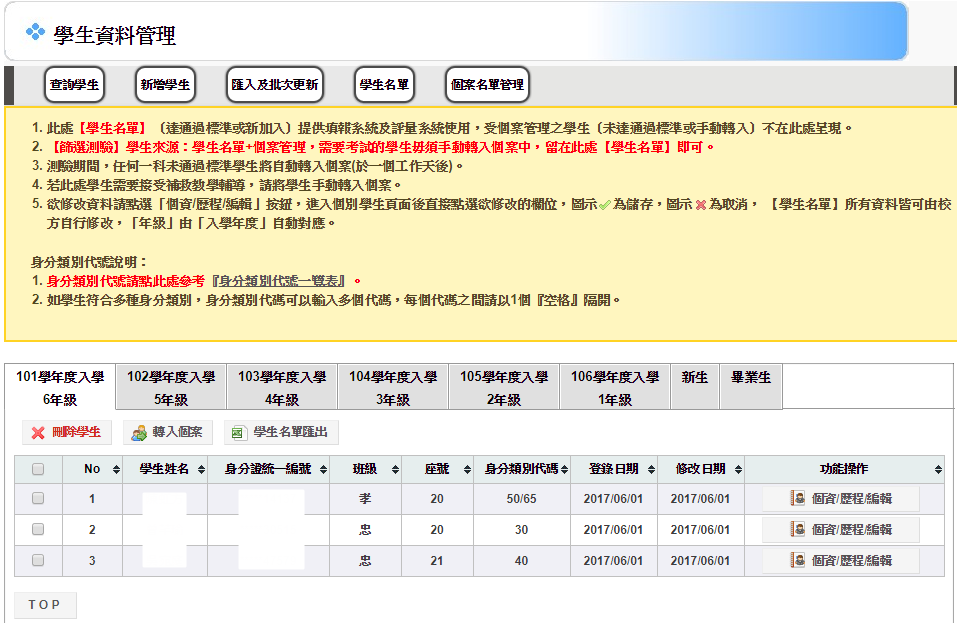 學生資料管理
查詢學生 新增學生 匯入及批次更新 學生名單 個案名單管理
1. 此處【學生名單】（達通過標準或新加入）提供填報系統及評量系統使用，受個案管理之學生（未達通過標準或手動轉入）不在此處呈現。
2. 【篩選測驗】學生來源：學生名單+個案管理，需要考試的學生毋須手動轉入個案中，留在此處【學生名單】即可。
3. 測驗期間，任何一科未通過標準學生將自動轉入個案(於一個工作天後)。
4. 若此處學生需要接受補救教學輔導，請將學生手動轉入個案。
5. 欲修改資料請點選「個資/歷程/編輯」按鈕，進入個別學生頁面後直接點選欲修改的欄位，圖示為儲存，圖示為取消，【學生名單】所有資料皆可由校
方自行修改，「年級」由「入學年度」自動對應。
身分類別代號說明：
1. 身分類別代號請點此處參考『身分類別代號一覽表』。
2. 如學生符合多種身分類別，身分類別代碼可以輸入多個代碼，每個代碼之間請以1個『空格』隔開。
101學年度入學 102學年度入學 103學年度入學 104學年度入學 105學年度入學 106學年度入學 新生 畢業生
6年級 5年級 4年級 3年級 2年級 1年級
刪除學生 轉入個案 學生名單匯出
No 學生姓名 身分證統一編號 班級 座號 身分類別代碼 登錄日期 修改日期 功能操作
1 孝 20 50/65 2017/06/01 2017/06/01 個資/歷程/編輯
2 忠 20 30 2017/06/01 2017/06/01 個資/歷程/編輯
3 忠 21 40 2017/06/01 2017/06/01 個資/歷程/編輯
TOP